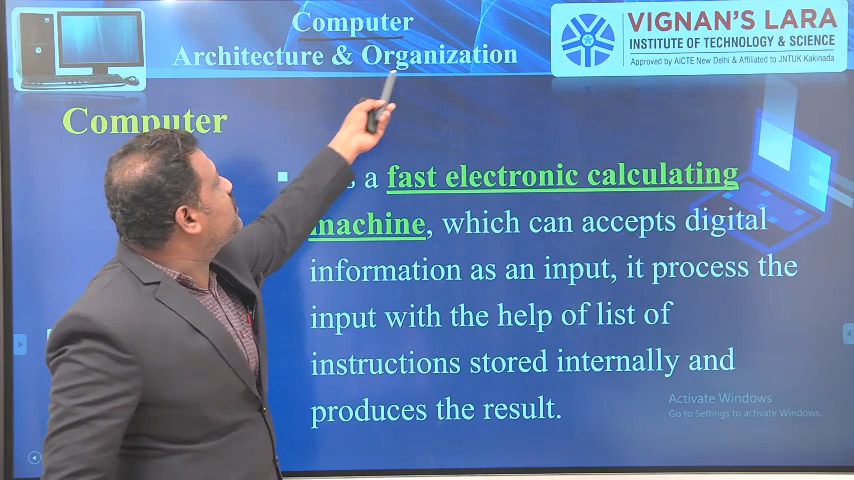 Computer
Architecture & Organization
VIGNAN'S LARA
INSTITUTE OF TECHNOLOGY & SCIENCE
Approved by AICTE New Delhi & Affiliated to JNTUK Kakinada
Computer
s a fast electronic calculating
machine, which can accepts digital
information as an input, it process the
input with the help of list of
instructions stored internally and
produces the result.
Activate Windows
Go to Settings to activate Windows.